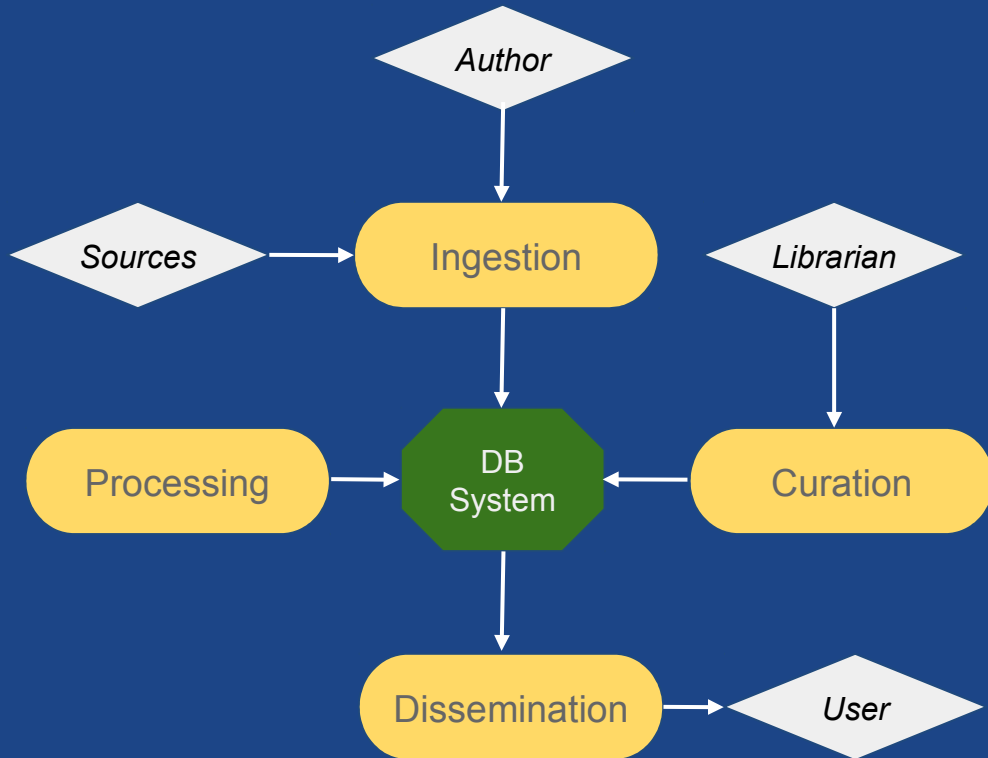 Author
Sources
Ingestion
Librarian
Processing
DB
System
Curation
Dissemination
User